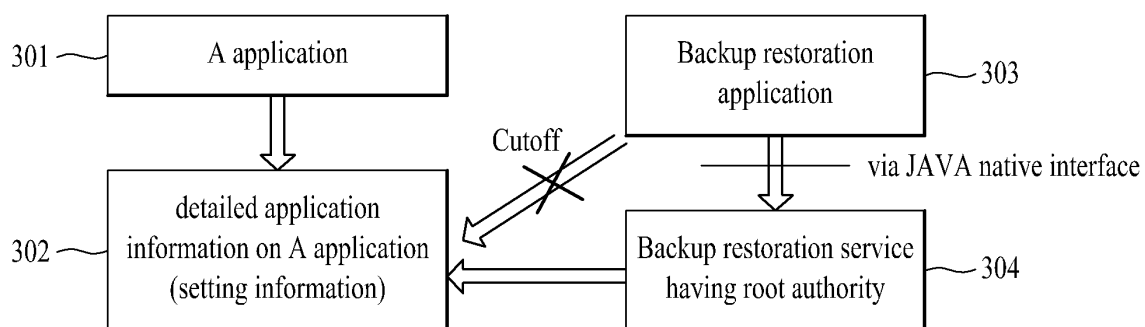 301
A application
Backup restoration
application
303
Cutoff
via JAVA native interface
302
detailed application
information on A application
(setting information)
Backup restoration service
having root authority
304